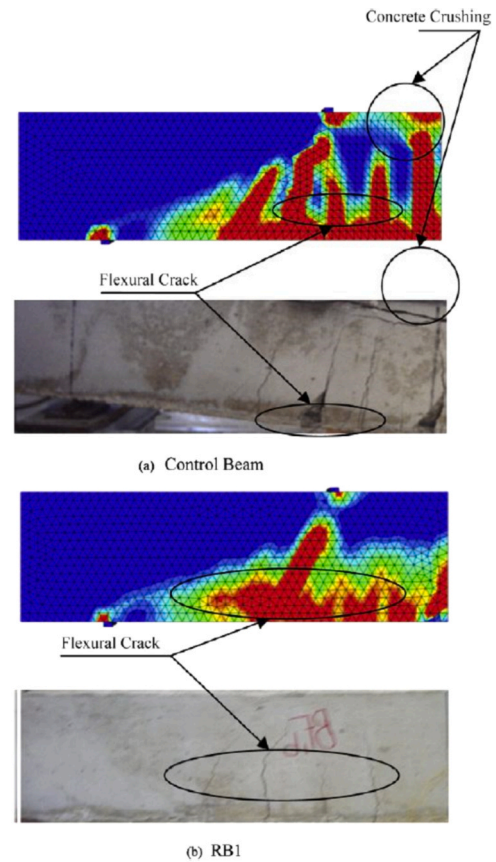 Concrete Crushing
Flexural Crack
(a) Control Beam
Flexural Crack
(b) RB1